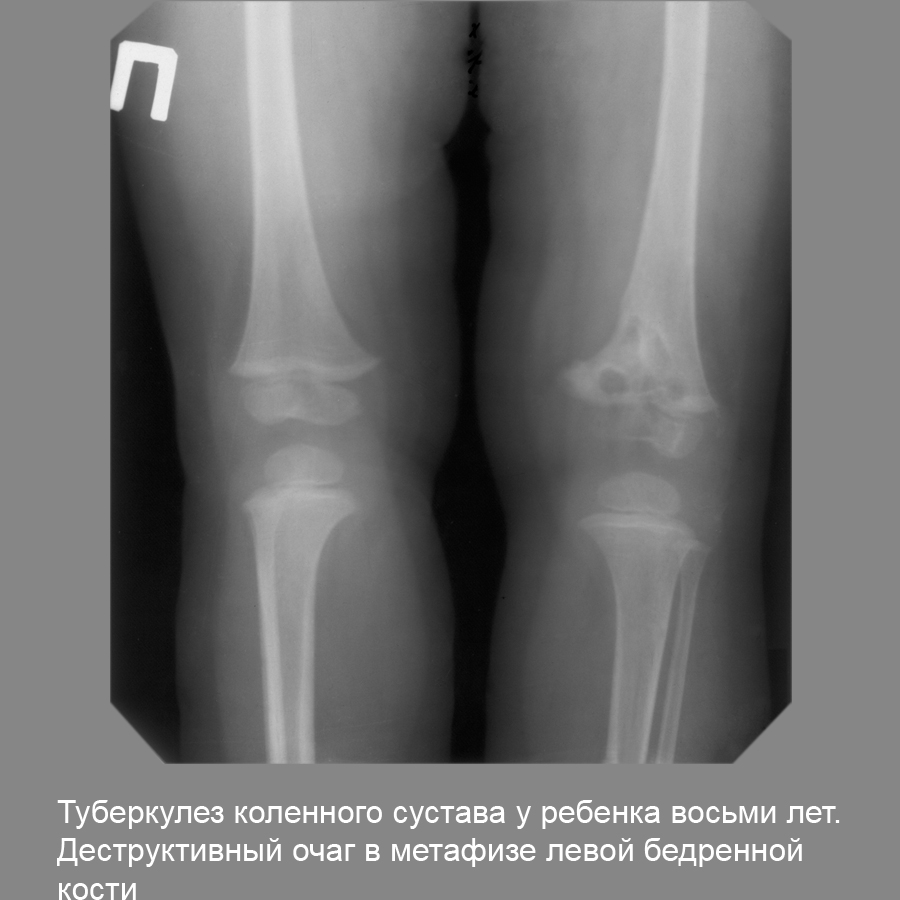 П
Туберкулез коленного сустава у ребенка восьми лет.
Деструктивный очаг в метафизе левой бедренной
кости